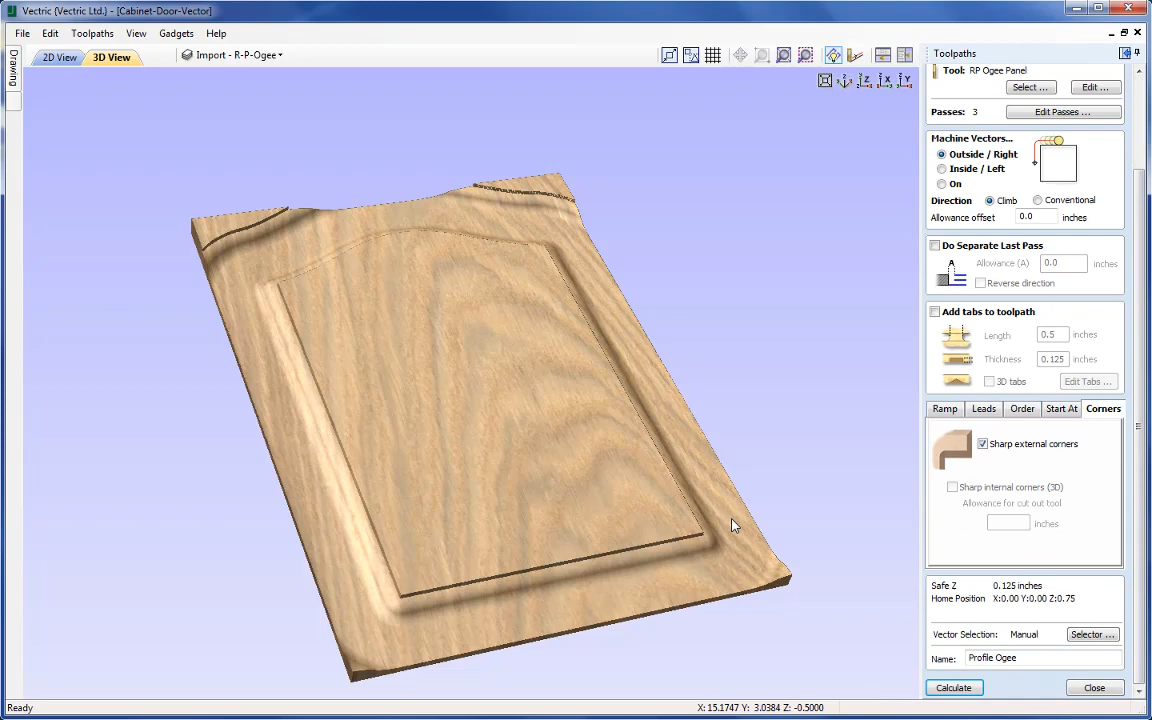 Vectric {Vectric Ltd.} - [Cabinet-Door-Vector]
File Edit Toolpaths View Gadgets Help
Drawing
2D View 3D View Import - R-P-Ogee
Toolpaths
Tool: RP Ogee Panel
Select ... Edit ...
Passes: 3 Edit Passes ...
Machine Vectors...
Outside / Right
Inside / Left
On
Direction Climb Conventional
Allowance offset 0.0 inches
Do Separate Last Pass
A Allowance (A) 0.0 inches
Reverse direction
Add tabs to toolpath
Length 0.5 inches
Thickness 0.125 inches
3D tabs Edit Tabs ...
Ramp Leads Order Start At Corners
Sharp external corners
Sharp internal corners (3D)
Allowance for cut out tool
inches
Safe Z 0.125 inches
Home Position X:0.00 Y:0.00 Z:0.75
Vector Selection: Manual Selector ...
Name: Profile Ogee
Calculate Close
Ready X: 15.1747 Y: 3.0384 Z: -0.5000